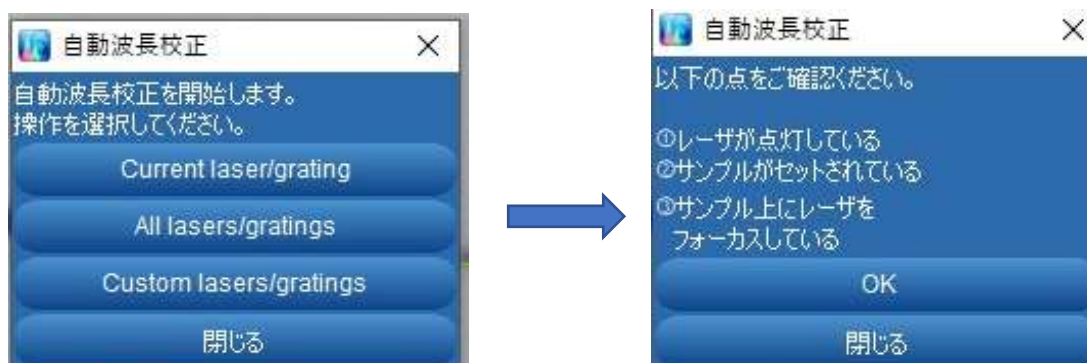 自動波長校正
自動波長校正を開始します。
操作を選択してください。
Current laser/grating
All lasers/gratings
Custom lasers/gratings
閉じる
自動波長校正
以下の点をご確認ください。
①レーザが点灯している
②サンプルがセットされている
③サンプル上にレーザを
フォーカスしている
OK
閉じる